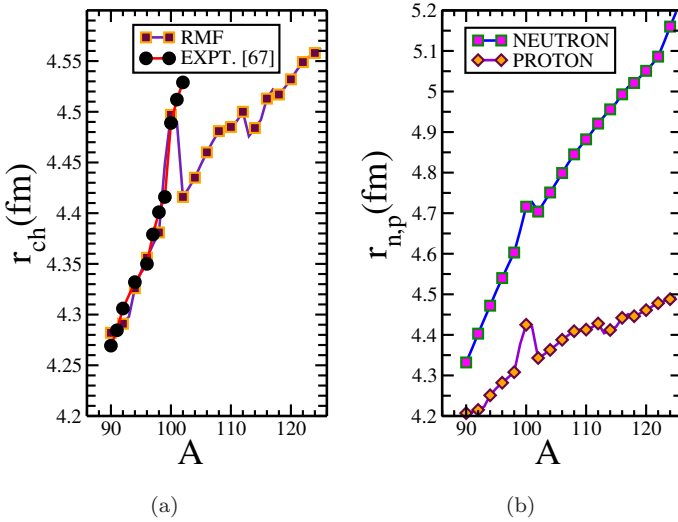 RMF
EXPT. [67]
4.55
4.5
4.45
4.4
4.35
4.3
4.25
4.2
r_ch(fm)
90 100 110 120
A
(a)
NEUTRON
PROTON
5.2
5.1
5
4.9
4.8
4.7
4.6
4.5
4.4
4.3
4.2
r_n,p(fm)
90 100 110 120
A
(b)